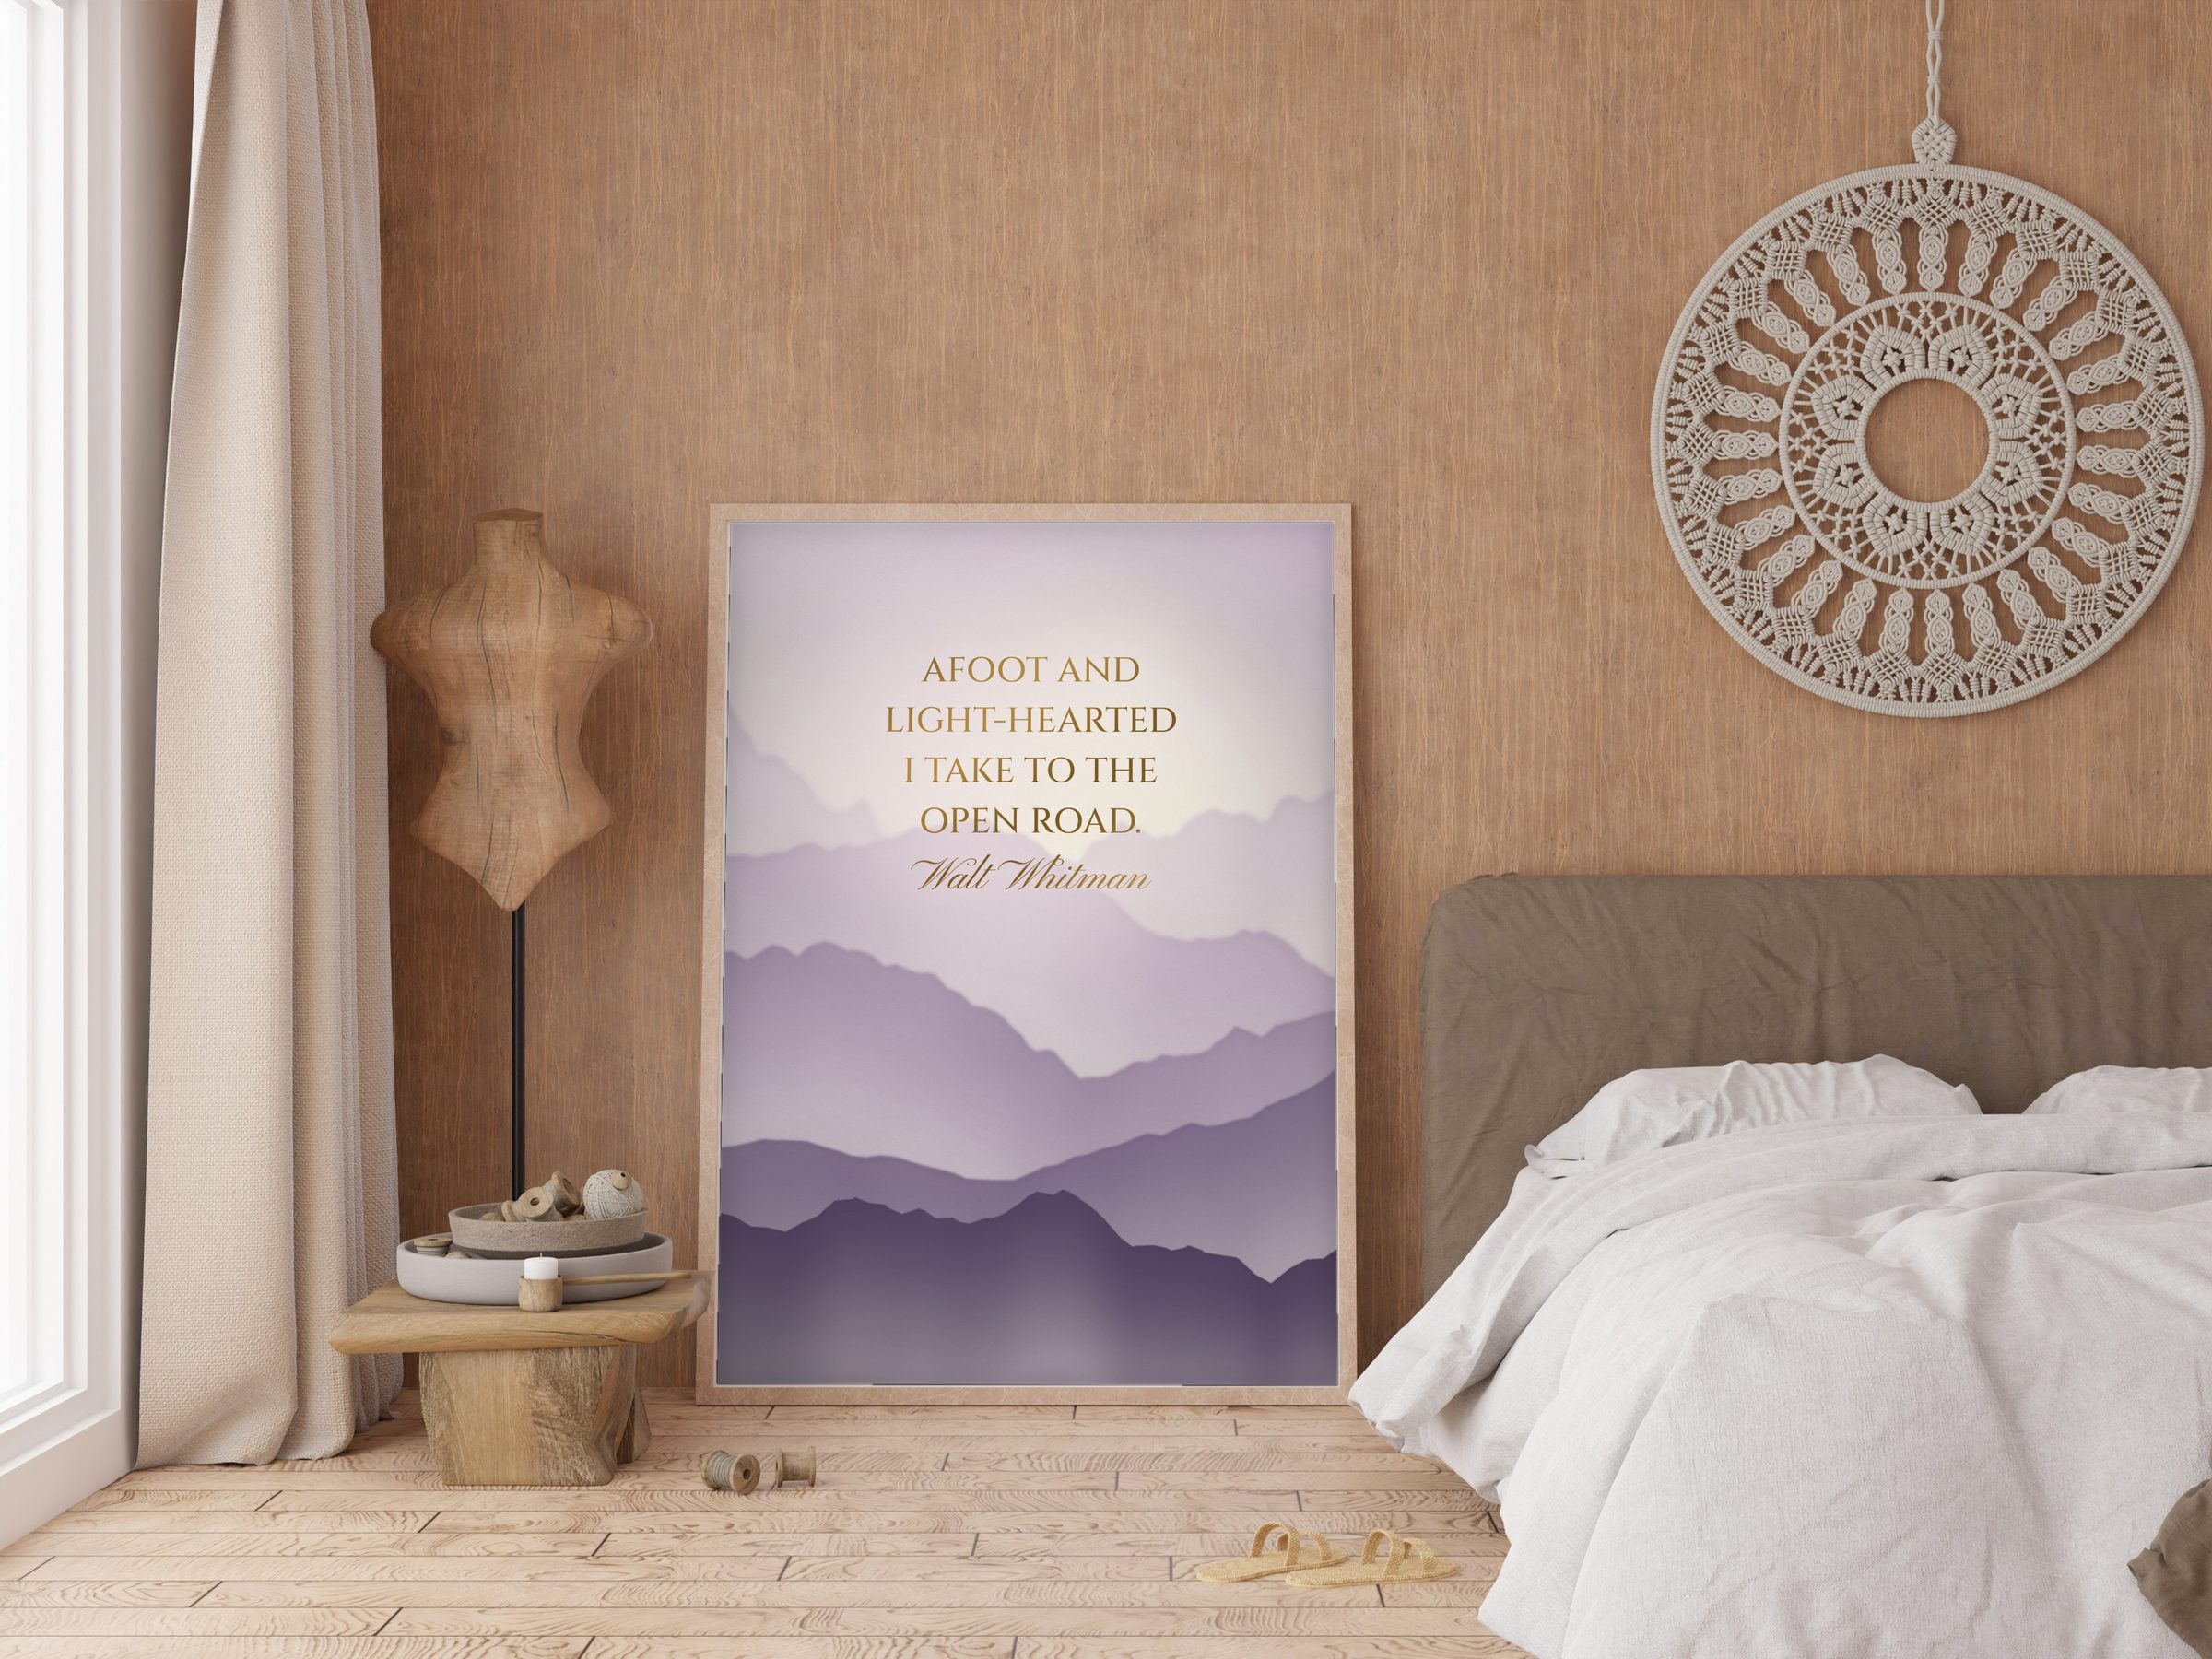 AFOOT AND
LIGHT-HEARTED
I TAKE TO THE
OPEN ROAD.
Walt Whitman